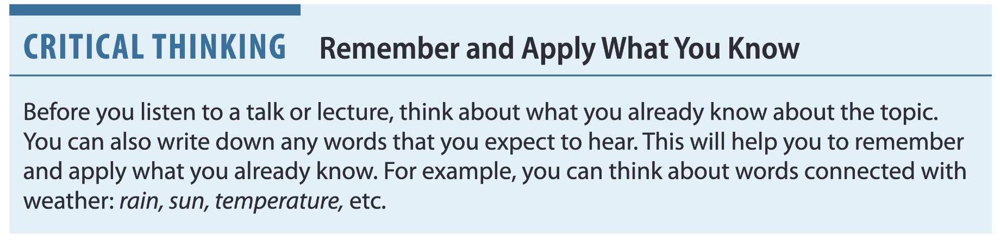 CRITICAL THINKING Remember and Apply What You Know
Before you listen to a talk or lecture, think about what you already know about the topic.
You can also write down any words that you expect to hear. This will help you to remember
and apply what you already know. For example, you can think about words connected with
weather: rain, sun, temperature, etc.